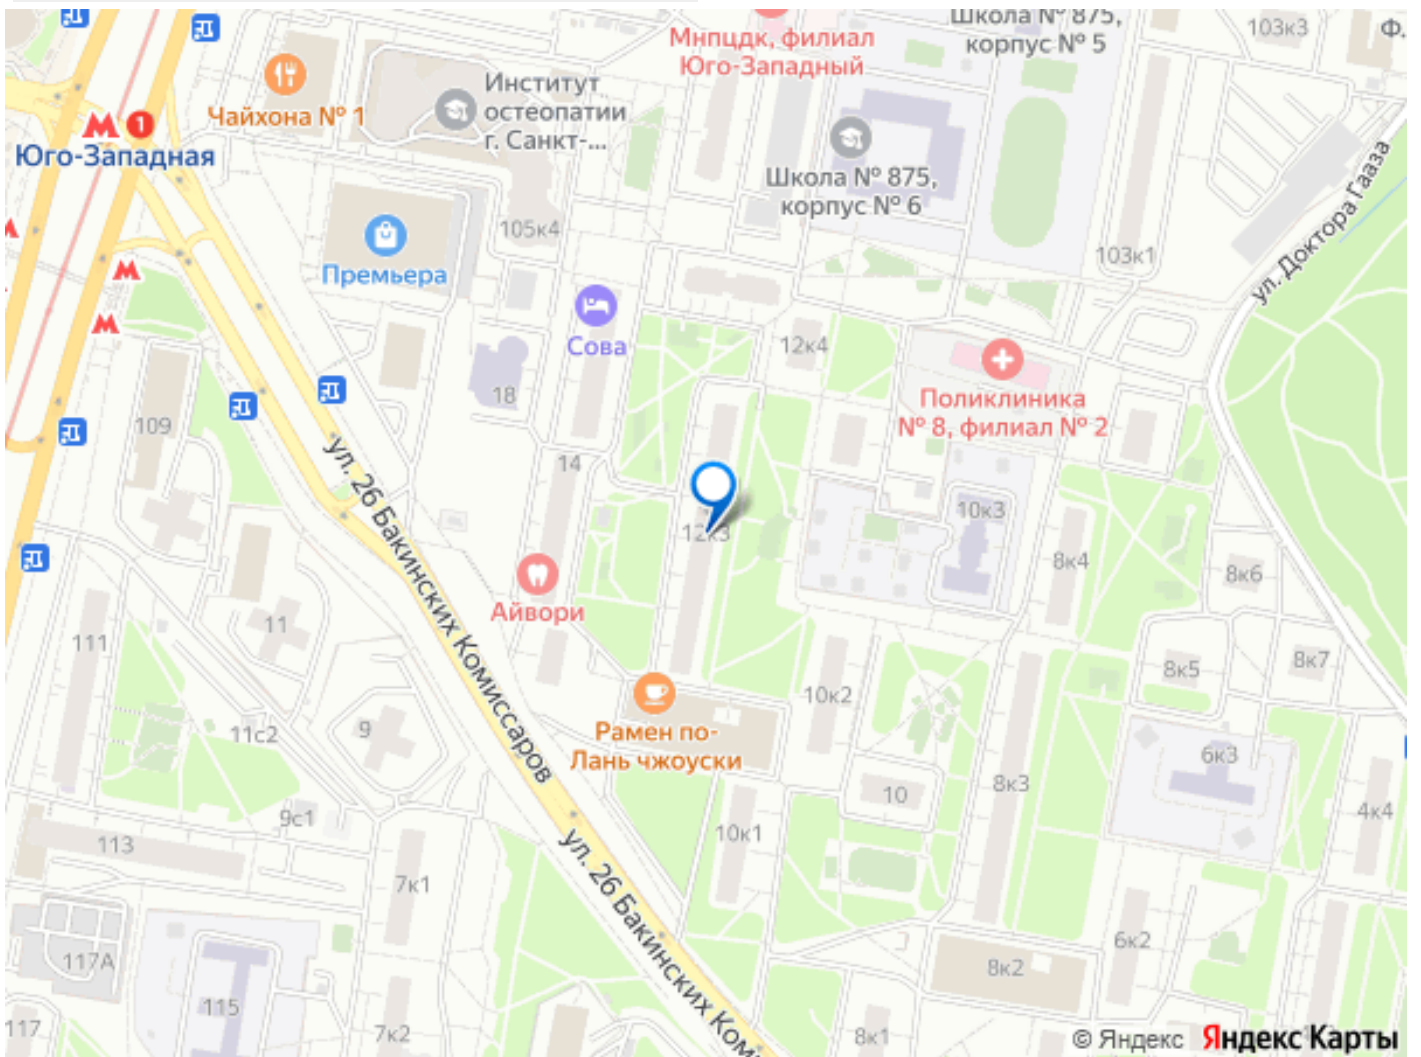 Школа № 875,
корпус № 5
103к3
Ф.
Мнпцдк, филиал
Юго-Западный
Институт
остеопатии
г. Санкт-...
Чайхона № 1
М 1
Юго-Западная
Школа № 875,
корпус № 6
ул. Доктора Гааза
105к4
103к1
Премьера
Сова
12к4
18
Поликлиника
№ 8, филиал № 2
109
14
ул. 26 Бакинских Комиссаров
12к3
10к3
8к4
8к6
Айвори
11
111
8к5
8к7
10к2
Рамен по-
Лань чжоуски
11с2
9
6к3
8к3
10
4к4
9с1
10к1
113
ул. 26 Бакинских Ком
7к1
6к2
117А
8к2
115
117
7к2
8к1
© Яндекс Яндекс Карты